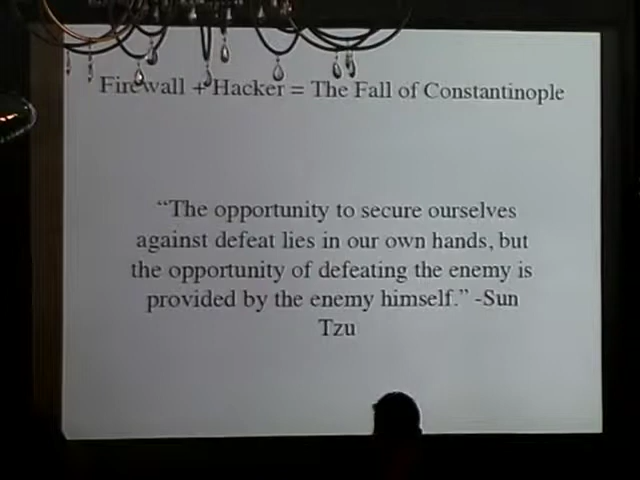 Firewall + Hacker = The Fall of Constantinople
“The opportunity to secure ourselves
against defeat lies in our own hands, but
the opportunity of defeating the enemy is
provided by the enemy himself.” -Sun
Tzu